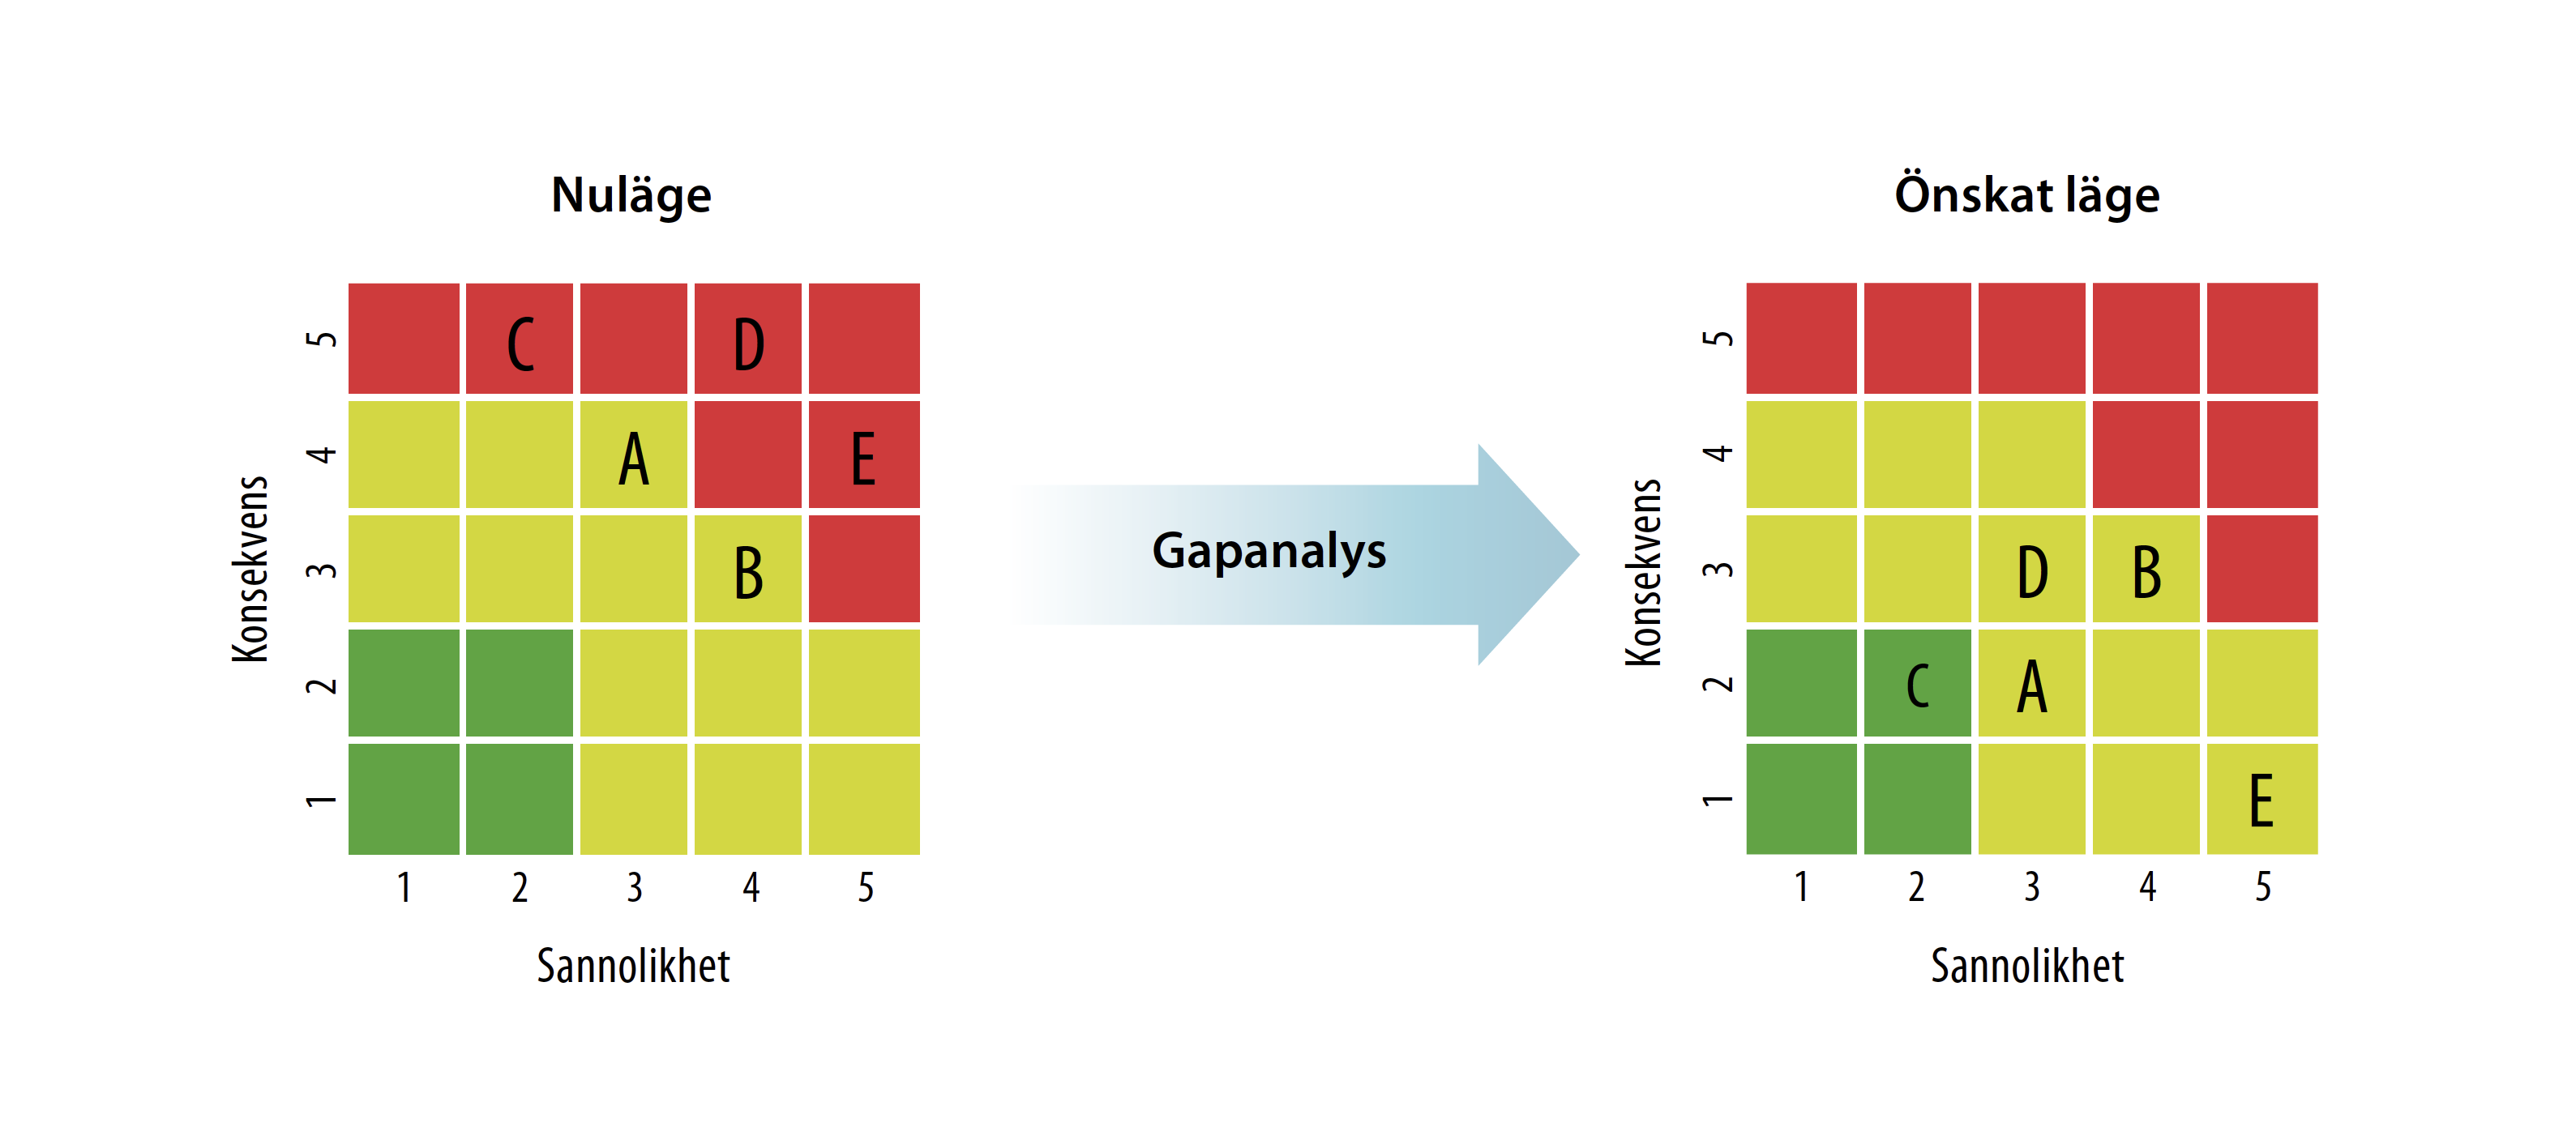 Nuläge
Konsekvens
5
C
D
4
A
E
3
B
2
1
1 2 3 4 5
Sannolikhet
Gapanalys
Önskat läge
Konsekvens
5
4
3
D
B
2
C
A
1
E
1 2 3 4 5
Sannolikhet